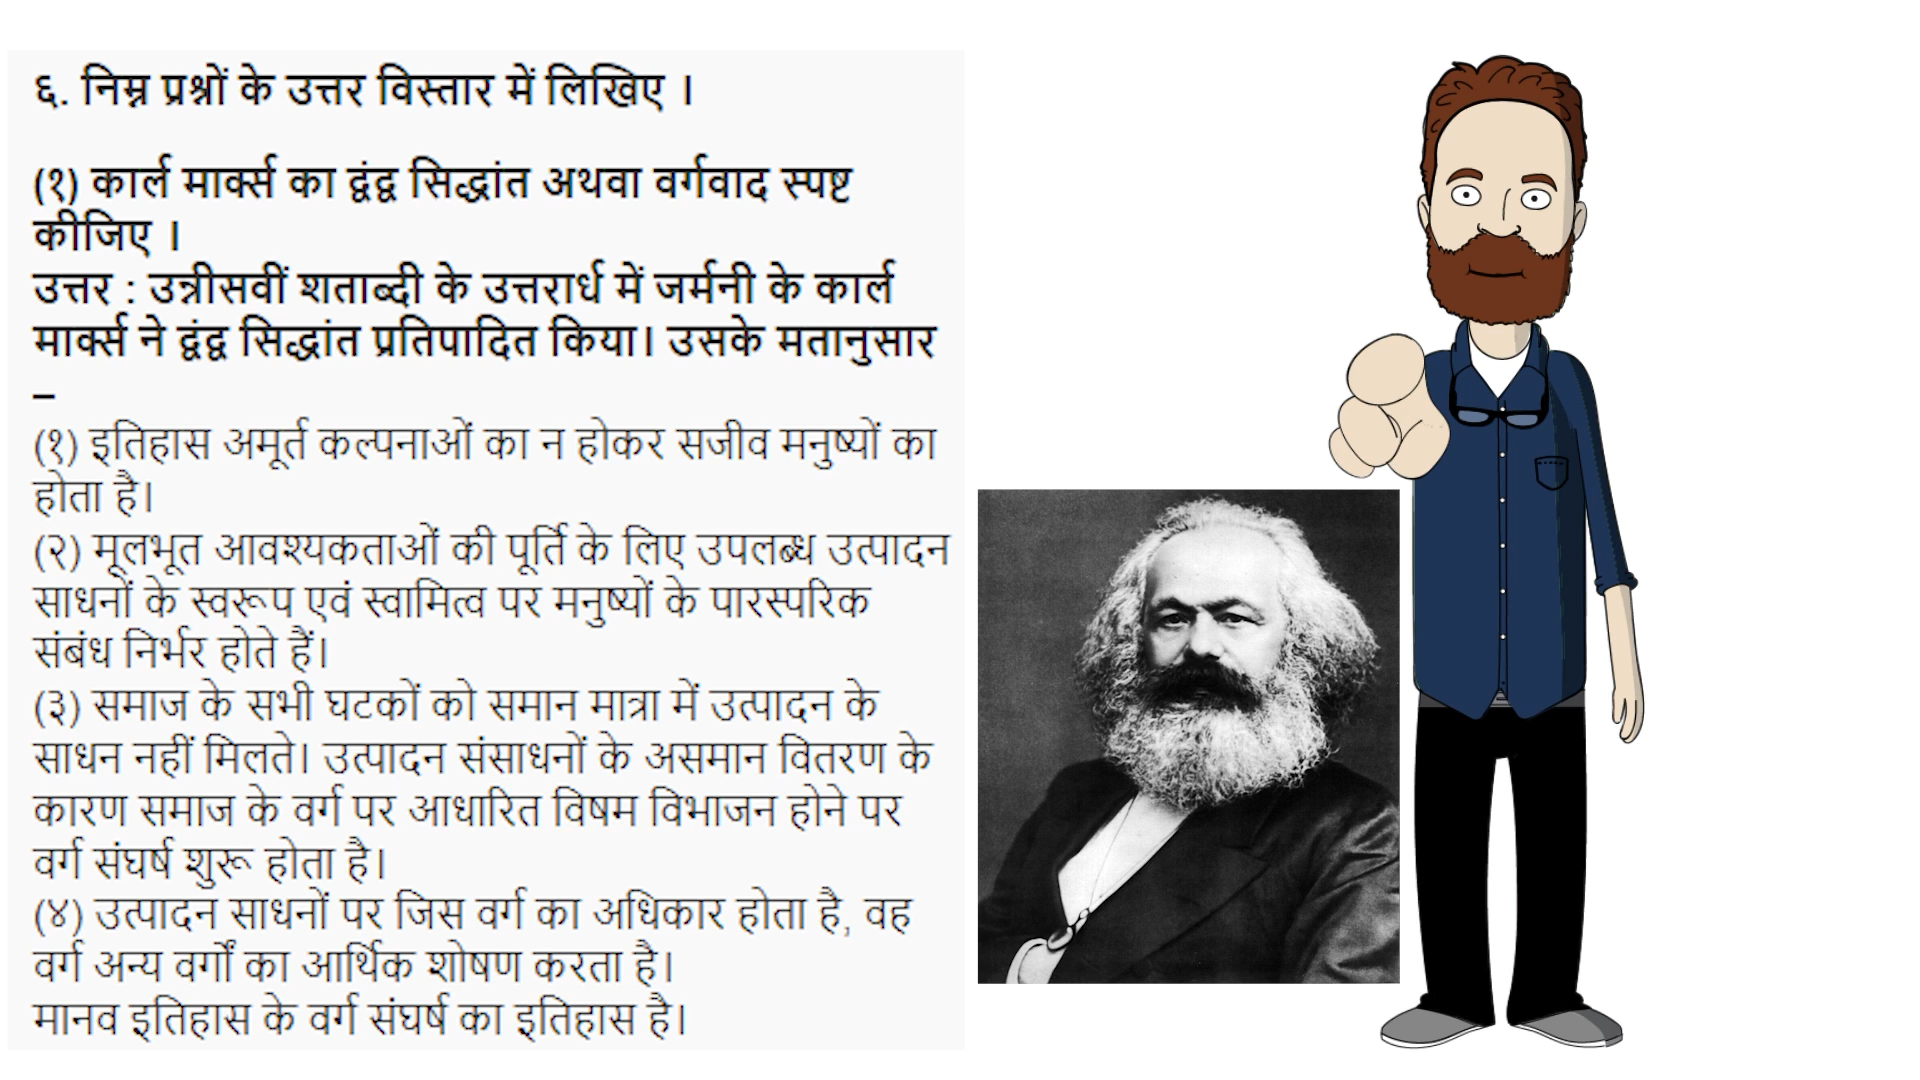 ६. निम्न प्रश्नों के उत्तर विस्तार में लिखिए ।
(१) कार्ल मार्क्स का द्वंद्व सिद्धांत अथवा वर्गवाद स्पष्ट
कीजिए ।
उत्तर : उन्नीसवीं शताब्दी के उत्तरार्ध में जर्मनी के कार्ल
मार्क्स ने द्वंद्व सिद्धांत प्रतिपादित किया। उसके मतानुसार
–
(१) इतिहास अमूर्त कल्पनाओं का न होकर सजीव मनुष्यों का
होता है।
(२) मूलभूत आवश्यकताओं की पूर्ति के लिए उपलब्ध उत्पादन
साधनों के स्वरूप एवं स्वामित्व पर मनुष्यों के पारस्परिक
संबंध निर्भर होते हैं।
(३) समाज के सभी घटकों को समान मात्रा में उत्पादन के
साधन नहीं मिलते। उत्पादन संसाधनों के असमान वितरण के
कारण समाज के वर्ग पर आधारित विषम विभाजन होने पर
वर्ग संघर्ष शुरू होता है।
(४) उत्पादन साधनों पर जिस वर्ग का अधिकार होता है, वह
वर्ग अन्य वर्गों का आर्थिक शोषण करता है।
मानव इतिहास के वर्ग संघर्ष का इतिहास है।